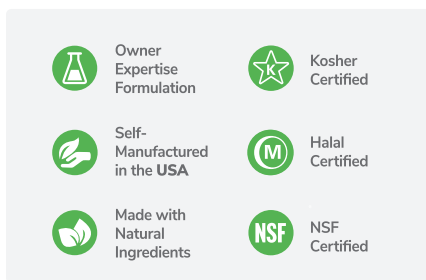 Owner
Expertise
Formulation
K
Kosher
Certified
Self-
Manufactured
in the USA
M
Halal
Certified
Made with
Natural
Ingredients
NSF
NSF
Certified